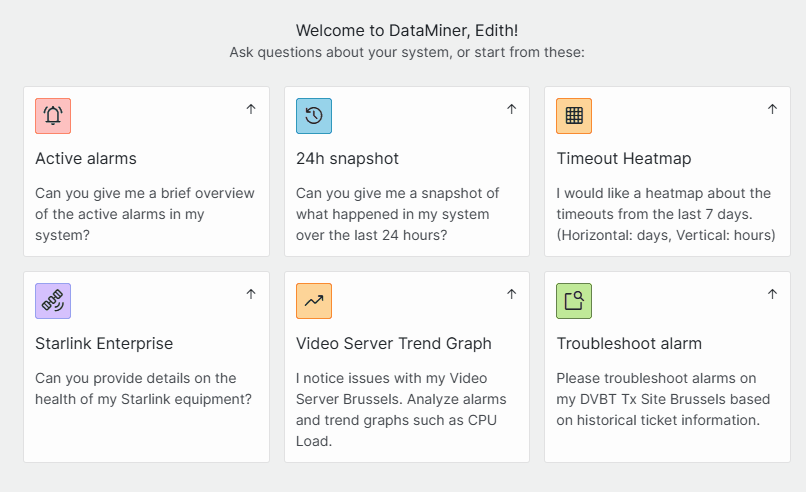 Welcome to DataMiner, Edith!
Ask questions about your system, or start from these:
Active alarms
Can you give me a brief overview
of the active alarms in my
system?
24h snapshot
Can you give me a snapshot of
what happened in my system
over the last 24 hours?
Timeout Heatmap
I would like a heatmap about the
timeouts from the last 7 days.
(Horizontal: days, Vertical: hours)
Starlink Enterprise
Can you provide details on the
health of my Starlink equipment?
Video Server Trend Graph
I notice issues with my Video
Server Brussels. Analyze alarms
and trend graphs such as CPU
Load.
Troubleshoot alarm
Please troubleshoot alarms on
my DVBT Tx Site Brussels based
on historical ticket information.